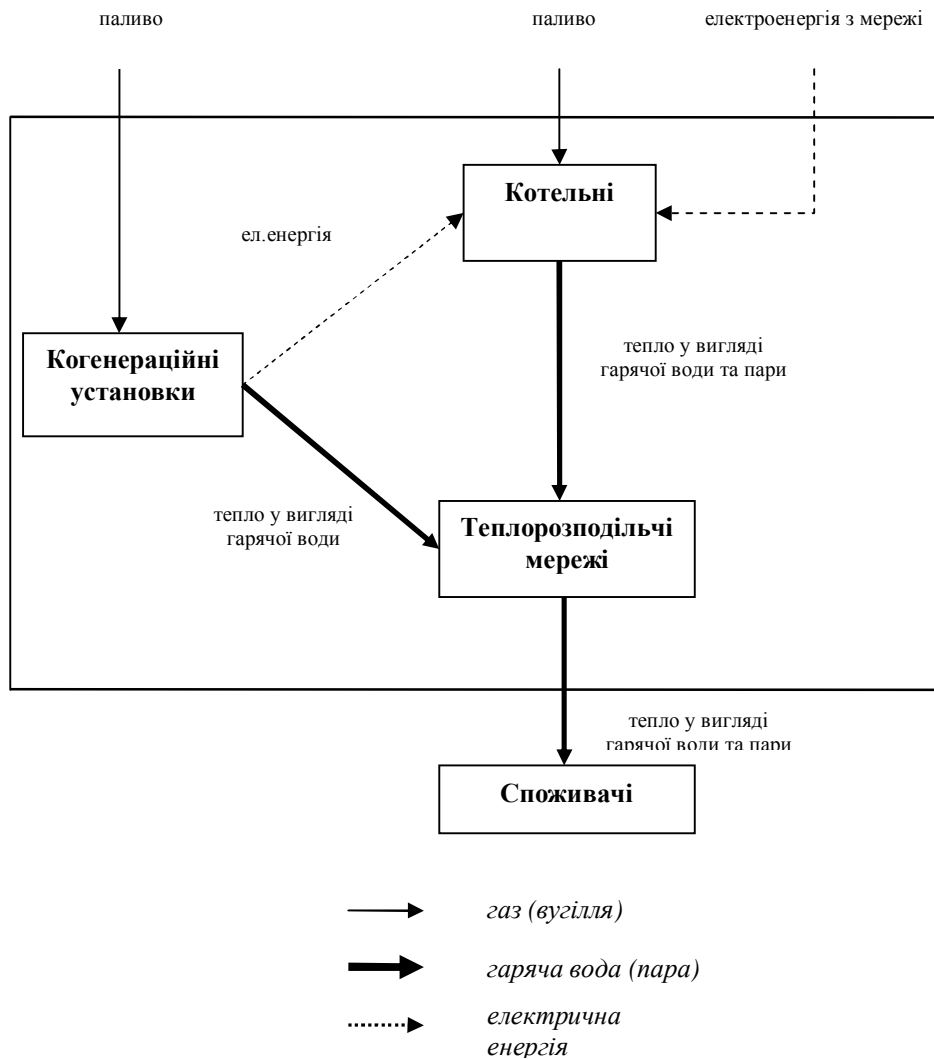 паливо
паливо
електроенергія з мережі
Котельні
ел.енергія
Когенераційні
установки
тепло у вигляді
гарячої води та пари
тепло у вигляді
гарячої води
Теплорозподільчі
мережі
тепло у вигляді
гарячої води та пари
Споживачі
газ (вугілля)
гаряча вода (пара)
електрична
енергія